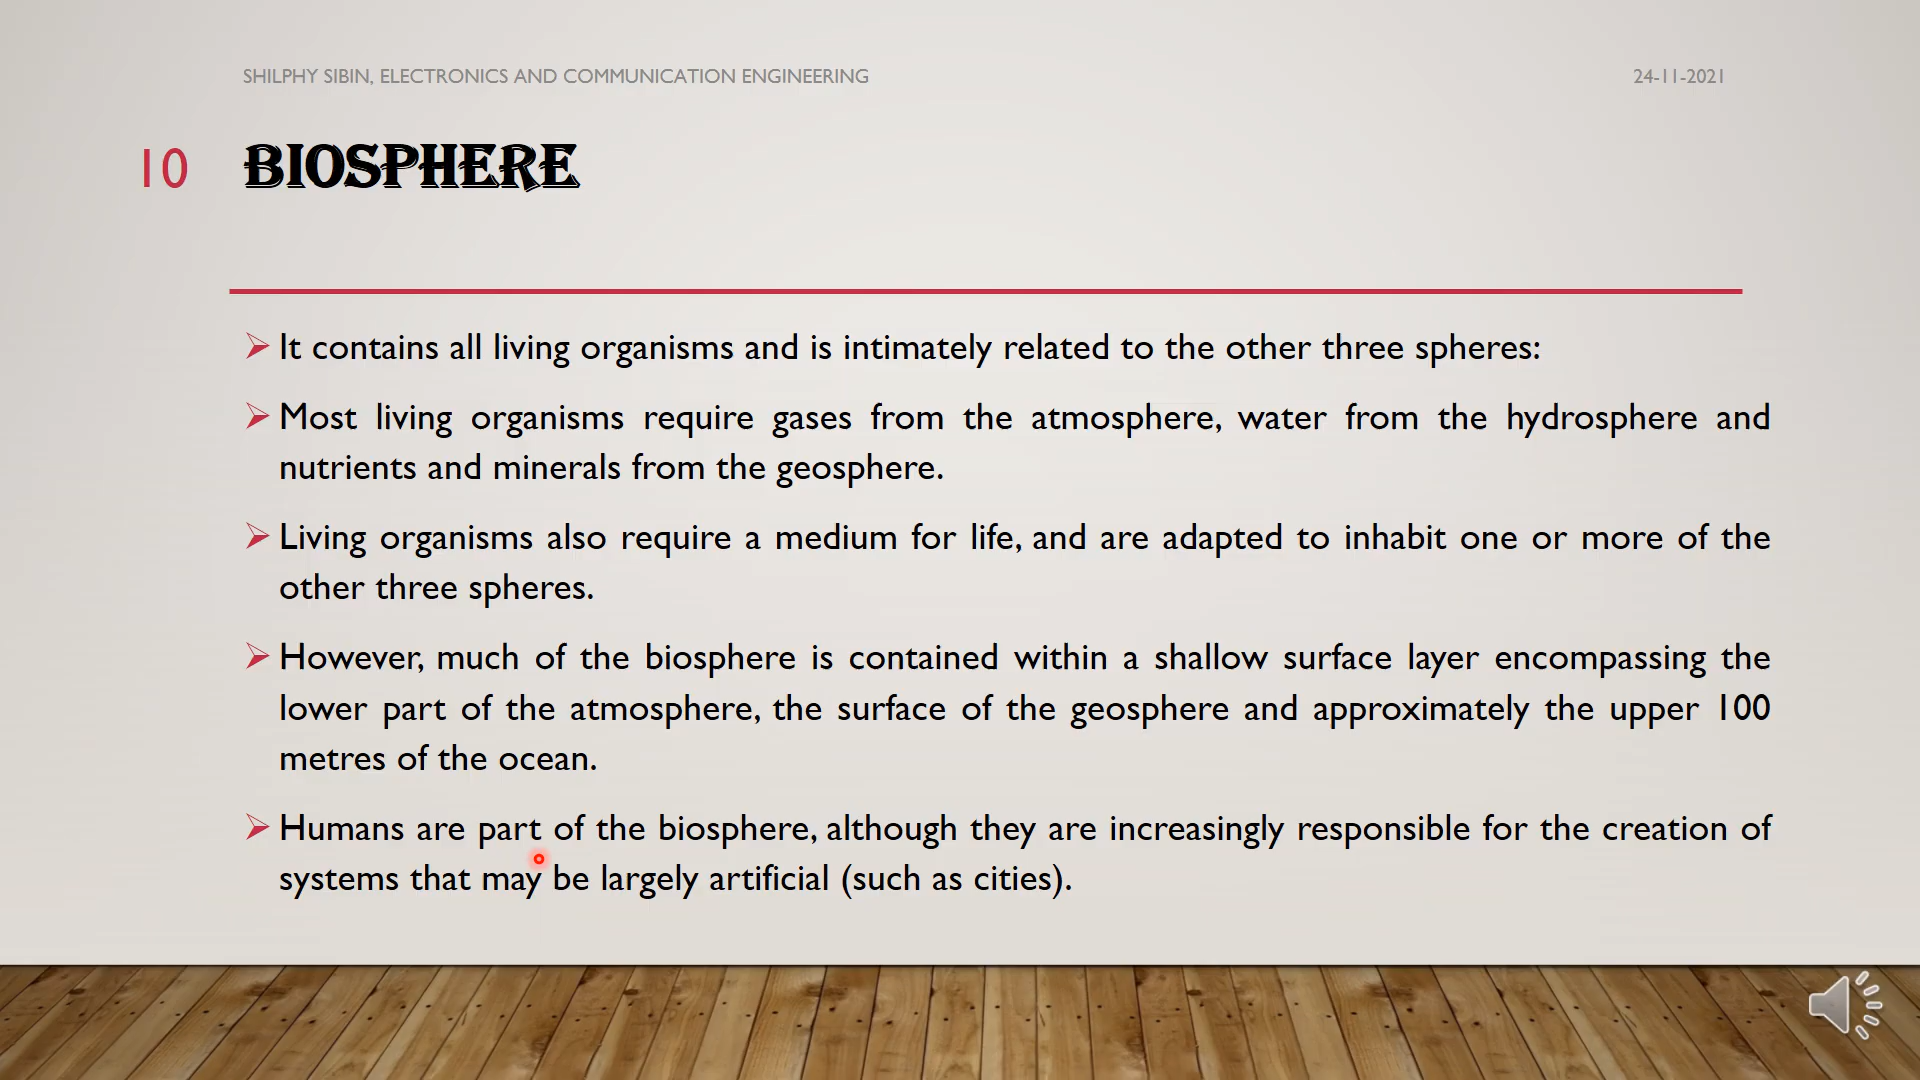 SHILPHY SIBIN, ELECTRONICS AND COMMUNICATION ENGINEERING
24-11-2021
10
BIOSPHERE
It contains all living organisms and is intimately related to the other three spheres:
Most living organisms require gases from the atmosphere, water from the hydrosphere and
nutrients and minerals from the geosphere.
Living organisms also require a medium for life, and are adapted to inhabit one or more of the
other three spheres.
However, much of the biosphere is contained within a shallow surface layer encompassing the
lower part of the atmosphere, the surface of the geosphere and approximately the upper 100
metres of the ocean.
Humans are part of the biosphere, although they are increasingly responsible for the creation of
systems that may be largely artificial (such as cities).